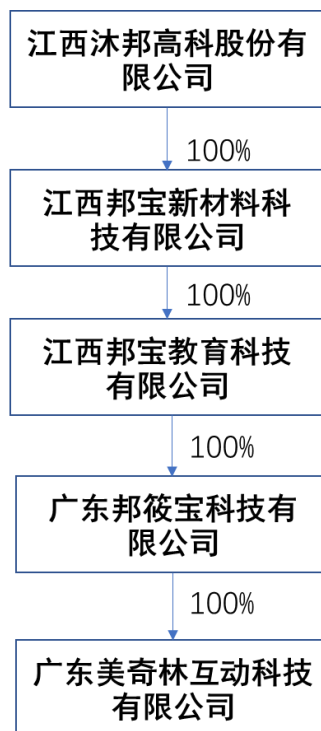 江西沐邦高科股份有
限公司
100%
江西邦宝新材料科
技有限公司
100%
江西邦宝教育科技
有限公司
100%
广东邦筱宝科技有
限公司
100%
广东美奇林互动科技
有限公司